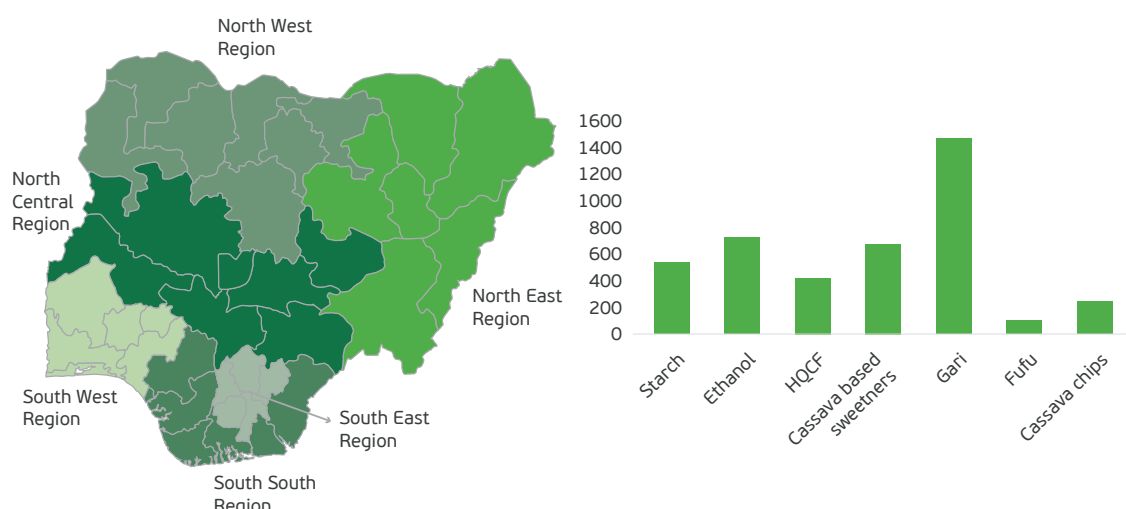 North West
Region
North
Central
Region
North East
Region
South West
Region
South East
Region
South South
Region
1600
1400
1200
1000
800
600
400
200
0
Starch
Ethanol
HQCF
Cassava based
sweetners
Gari
Fufu
Cassava chips